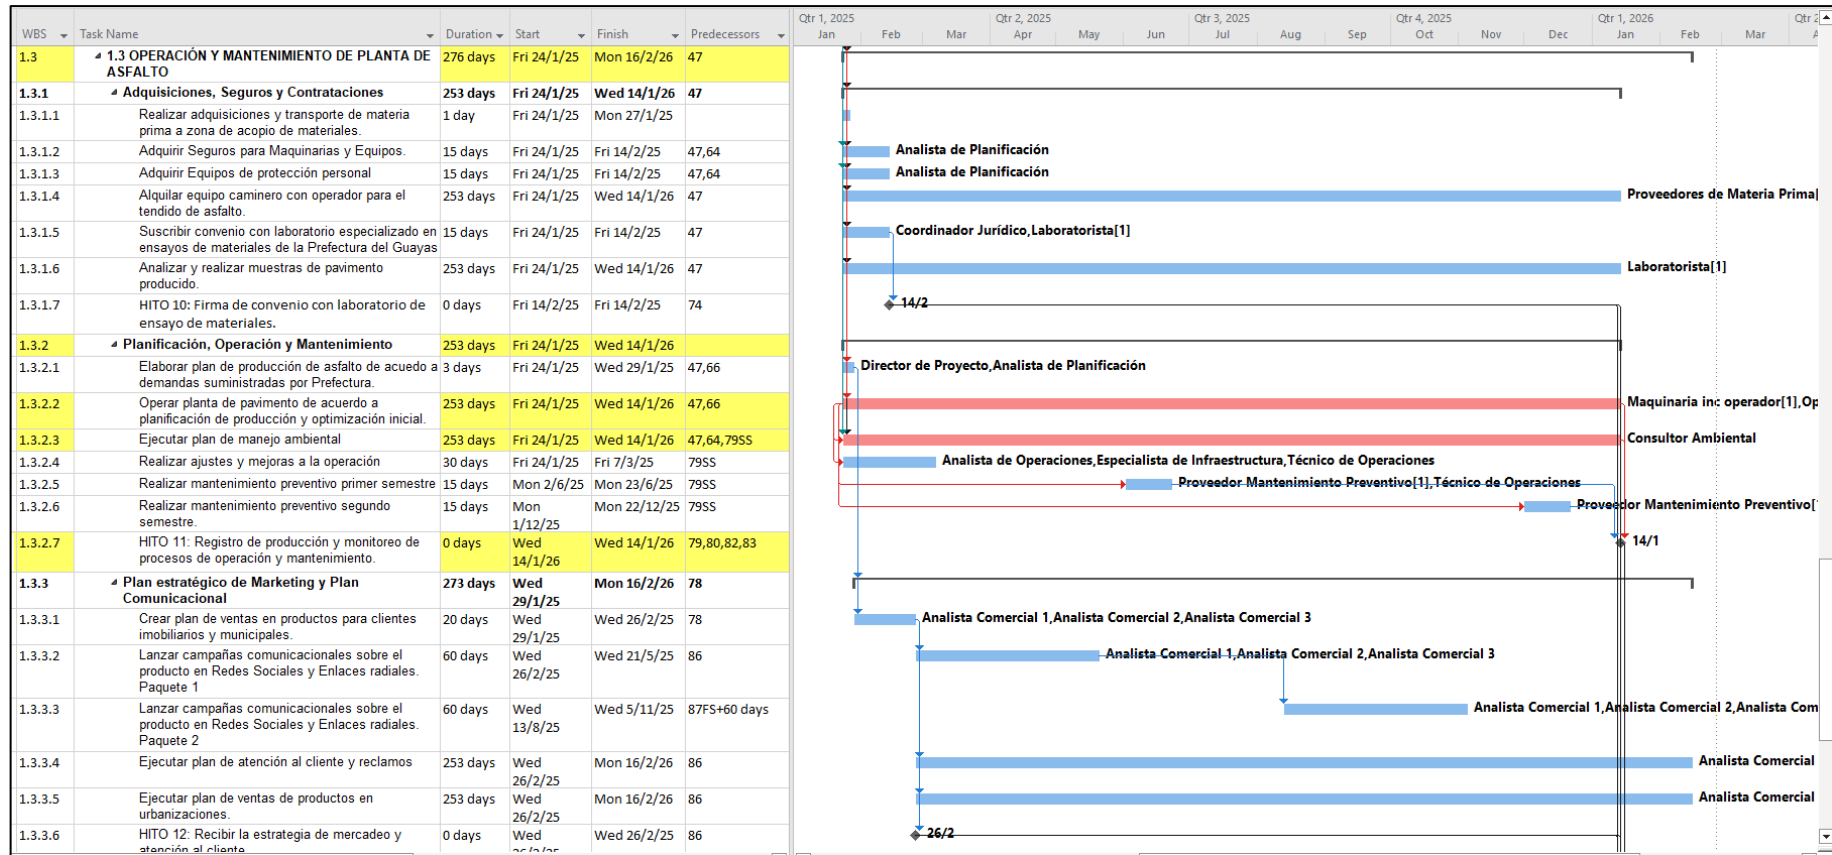 Qtr 1, 2025 Qtr 2, 2025 Qtr 3, 2025 Qtr 4, 2025 Qtr 1, 2026 Qtr 2
WBS Task Name Duration Start Finish Predecessors Jan Feb Mar Apr May Jun Jul Aug Sep Oct Nov Dec Jan Feb Mar
1.3 1.3 OPERACIÓN Y MANTENIMIENTO DE PLANTA DE 276 days Fri 24/1/25 Mon 16/2/26 47
ASFALTO
1.3.1 Adquisiciones, Seguros y Contrataciones 253 days Fri 24/1/25 Wed 14/1/26 47
1.3.1.1 Realizar adquisiciones y transporte de materia 1 day Fri 24/1/25 Mon 27/1/25
prima a zona de acopio de materiales.
1.3.1.2 Adquirir Seguros para Maquinarias y Equipos. 15 days Fri 24/1/25 Fri 14/2/25 47,64 Analista de Planificación
1.3.1.3 Adquirir Equipos de protección personal 15 days Fri 24/1/25 Fri 14/2/25 47,64 Analista de Planificación
1.3.1.4 Alquilar equipo caminero con operador para el 253 days Fri 24/1/25 Wed 14/1/26 47 Proveedores de Materia Prima[
tendido de asfalto.
1.3.1.5 Suscribir convenio con laboratorio especializado en 15 days Fri 24/1/25 Fri 14/2/25 47 Coordinador Jurídico,Laboratorista[1]
ensayos de materiales de la Prefectura del Guayas
1.3.1.6 Analizar y realizar muestras de pavimento 253 days Fri 24/1/25 Wed 14/1/26 47 Laboratorista[1]
producido.
1.3.1.7 HITO 10: Firma de convenio con laboratorio de 0 days Fri 14/2/25 Fri 14/2/25 74 14/2
ensayo de materiales.
1.3.2 Planificación, Operación y Mantenimiento 253 days Fri 24/1/25 Wed 14/1/26
1.3.2.1 Elaborar plan de producción de asfalto de acuedo a 3 days Fri 24/1/25 Wed 29/1/25 47,66 Director de Proyecto,Analista de Planificación
demandas suministradas por Prefectura.
1.3.2.2 Operar planta de pavimento de acuerdo a 253 days Fri 24/1/25 Wed 14/1/26 47,66 Maquinaria inc operador[1],Op
planificación de producción y optimización inicial.
1.3.2.3 Ejecutar plan de manejo ambiental 253 days Fri 24/1/25 Wed 14/1/26 47,64,79SS Consultor Ambiental
1.3.2.4 Realizar ajustes y mejoras a la operación 30 days Fri 24/1/25 Fri 7/3/25 79SS Analista de Operaciones,Especialista de Infraestructura,Técnico de Operaciones
1.3.2.5 Realizar mantenimiento preventivo primer semestre 15 days Mon 2/6/25 Mon 23/6/25 79SS Proveedor Mantenimiento Preventivo[1],Técnico de Operaciones
1.3.2.6 Realizar mantenimiento preventivo segundo 15 days Mon Mon 22/12/25 79SS Proveedor Mantenimiento Preventivo[
semestre. 1/12/25
1.3.2.7 HITO 11: Registro de producción y monitoreo de 0 days Wed Wed 14/1/26 79,80,82,83 14/1
procesos de operación y mantenimiento. 14/1/26
1.3.3 Plan estratégico de Marketing y Plan 273 days Wed Mon 16/2/26 78
Comunicacional 29/1/25
1.3.3.1 Crear plan de ventas en productos para clientes 20 days Wed Wed 26/2/25 78 Analista Comercial 1,Analista Comercial 2,Analista Comercial 3
imobiliarios y municipales. 29/1/25
1.3.3.2 Lanzar campañas comunicacionales sobre el 60 days Wed Wed 21/5/25 86 Analista Comercial 1,Analista Comercial 2,Analista Comercial 3
producto en Redes Sociales y Enlaces radiales. 26/2/25
Paquete 1
1.3.3.3 Lanzar campañas comunicacionales sobre el 60 days Wed Wed 5/11/25 87FS+60 days Analista Comercial 1,Analista Comercial 2,Analista Com
producto en Redes Sociales y Enlaces radiales. 13/8/25
Paquete 2
1.3.3.4 Ejecutar plan de atención al cliente y reclamos 253 days Wed Mon 16/2/26 86 Analista Comercial
26/2/25
1.3.3.5 Ejecutar plan de ventas de productos en 253 days Wed Mon 16/2/26 86 Analista Comercial
urbanizaciones. 26/2/25
1.3.3.6 HITO 12: Recibir la estrategia de mercadeo y 0 days Wed Wed 26/2/25 86 26/2
atención al cliente 26/2/25